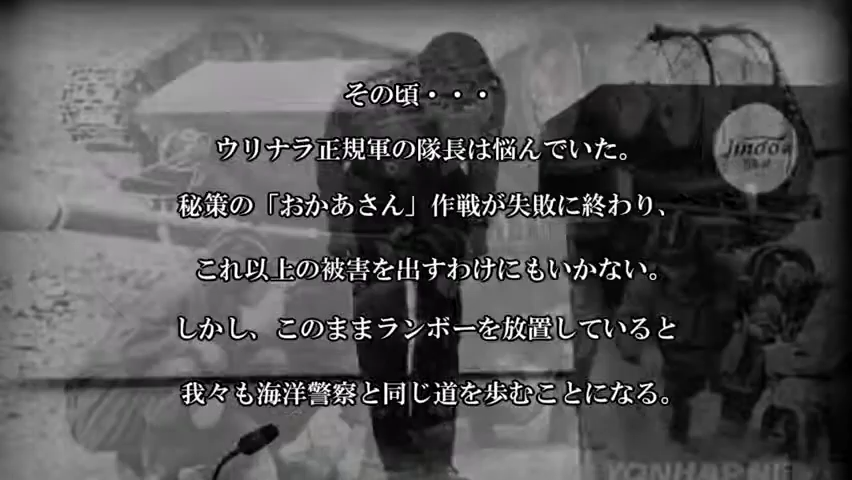 その頃・・・
ウリナラ正規軍の隊長は悩んでいた。
秘策の「おかあさん」作戦が失敗に終わり、
これ以上の被害を出すわけにもいかない。
しかし、このままランボーを放置していると
我々も海洋警察と同じ道を歩むことになる。
Jindo